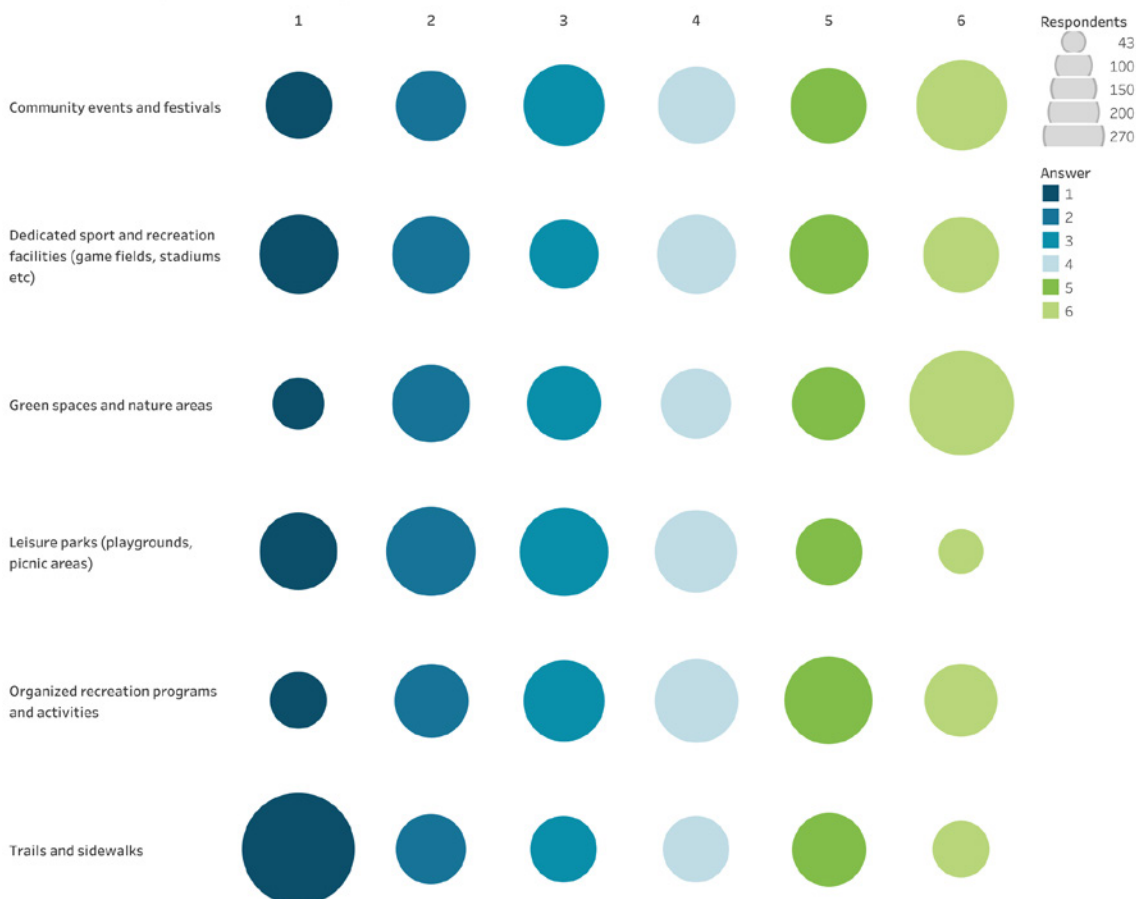 1 2 3 4 5 6
Respondents
43
100
150
200
270
Answer
1
2
3
4
5
6
Community events and festivals
Dedicated sport and recreation
facilities (game fields, stadiums
etc)
Green spaces and nature areas
Leisure parks (playgrounds,
picnic areas)
Organized recreation programs
and activities
Trails and sidewalks